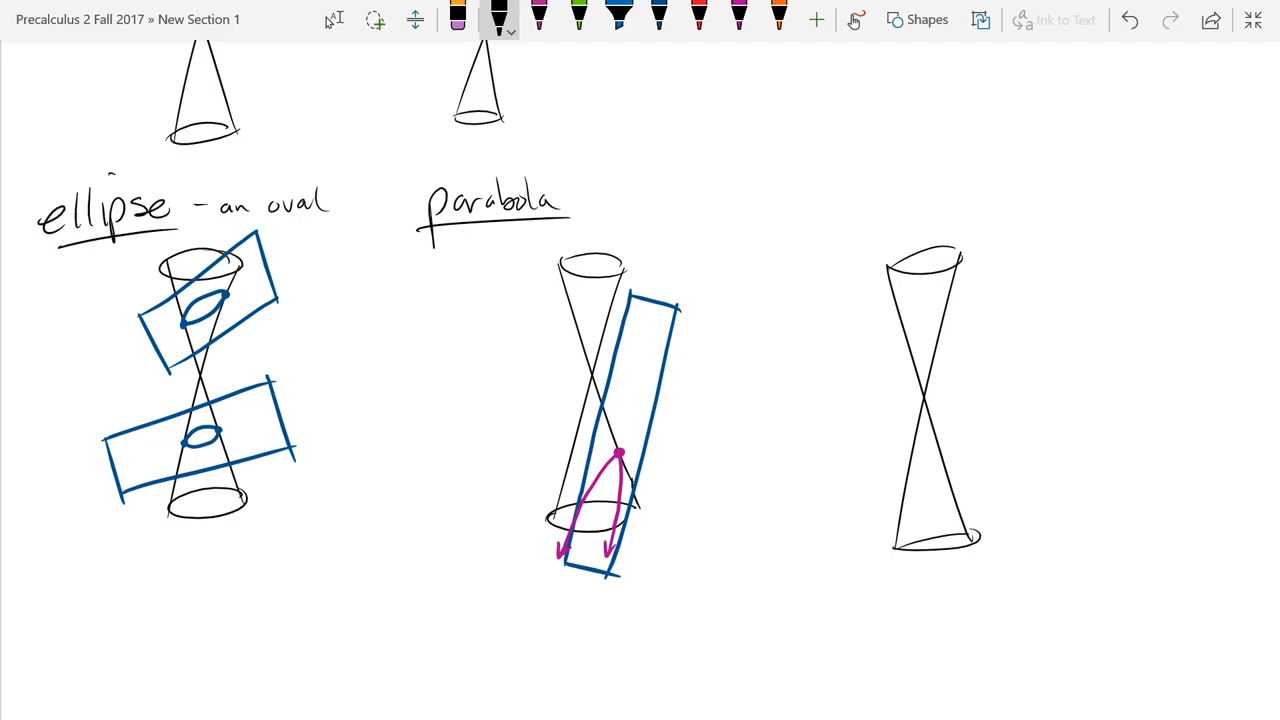 Precalculus 2 Fall 2017 » New Section 1
Shapes
Ink to Text
ellipse - an oval
parabola